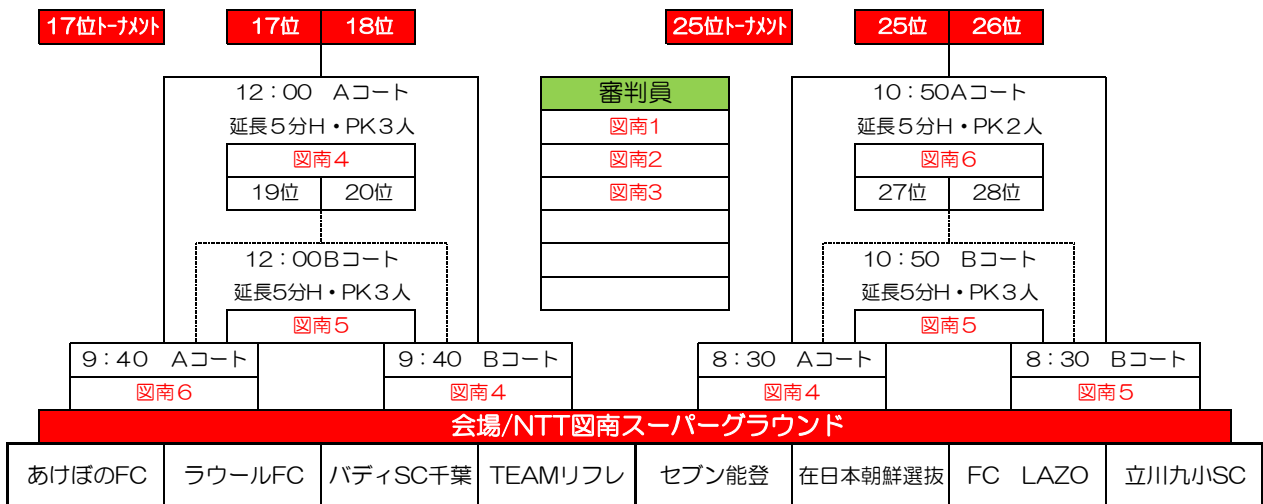 17位トーナメント 17位 18位 25位トーナメント 25位 26位
12：00　Aコート 審判員 10：50Aコート
延長５分H・PK３人 図南1 延長５分H・PK２人
図南４ 図南2 図南６
19位 20位 図南3 27位 28位
12：00Bコート 10：50　Bコート
延長5分H・PK３人 延長5分H・PK３人
図南５ 図南５
9：40　Aコート 9：40　Bコート 8：30　Aコート 8：30　Bコート
図南６ 図南４ 図南４ 図南５
会場/NTT図南スーパーグラウンド
あけぼのFC ラウールFC バディSC千葉 TEAMリフレ セブン能登 在日本朝鮮選抜 FC　LAZO 立川九小SC